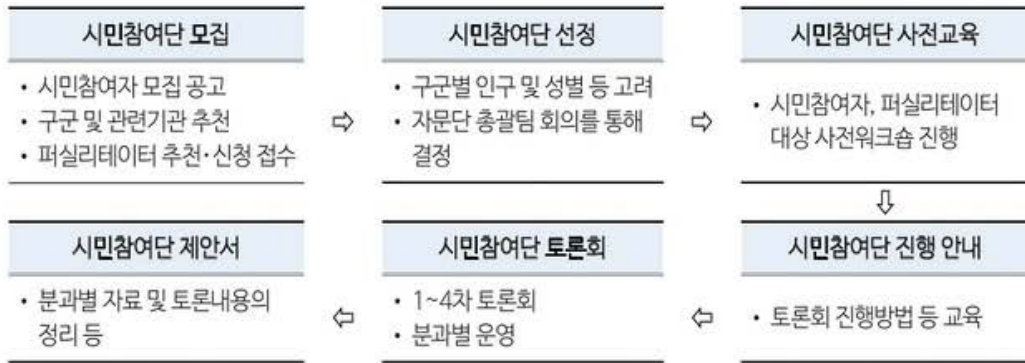 시민참여단 모집
• 시민참여자 모집 공고
• 구군 및 관련기관 추천
• 퍼실리테이터 추천·신청 접수
⇨
시민참여단 선정
• 구군별 인구 및 성별 등 고려
• 자문단 총괄팀 회의를 통해
결정
⇨
시민참여단 사전교육
• 시민참여자, 퍼실리테이터
대상 사전워크숍 진행
⇩
시민참여단 진행 안내
• 토론회 진행방법 등 교육
⇦
시민참여단 토론회
• 1~4차 토론회
• 분과별 운영
⇦
시민참여단 제안서
• 분과별 자료 및 토론내용의
정리 등